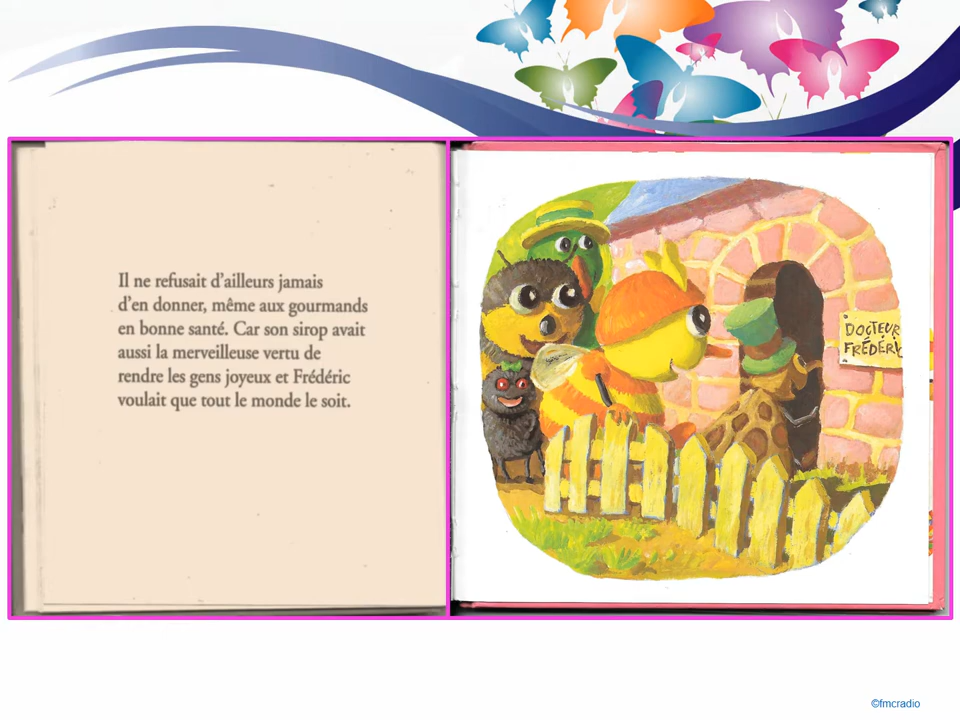 Il ne refusait d'ailleurs jamais
d'en donner, même aux gourmands
en bonne santé. Car son sirop avait
aussi la merveilleuse vertu de
rendre les gens joyeux et Frédéric
voulait que tout le monde le soit.
DOCTEUR
FRÉDÉRIC
©fmcradio